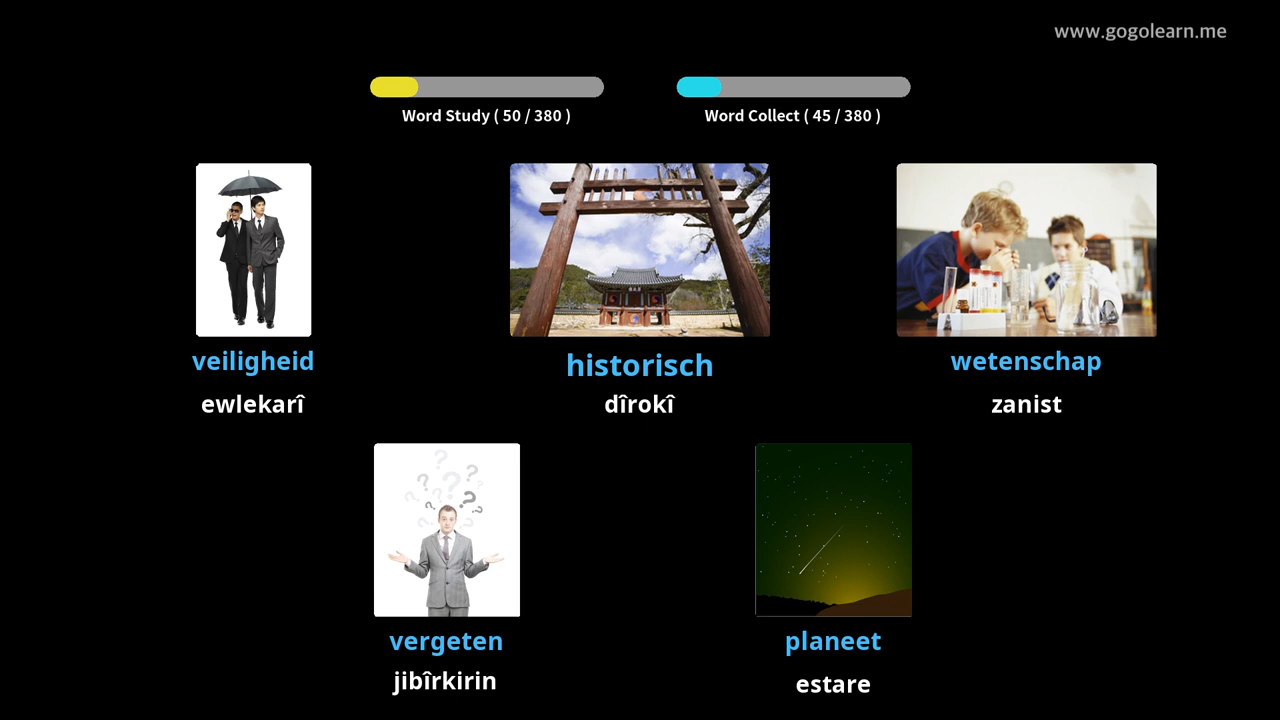 www.gogolearn.me
Word Study ( 50 / 380 )
Word Collect ( 45 / 380 )
veiligheid
ewlekarî
historisch
dîrokî
wetenschap
zanist
vergeten
jibîrkirin
planeet
estare